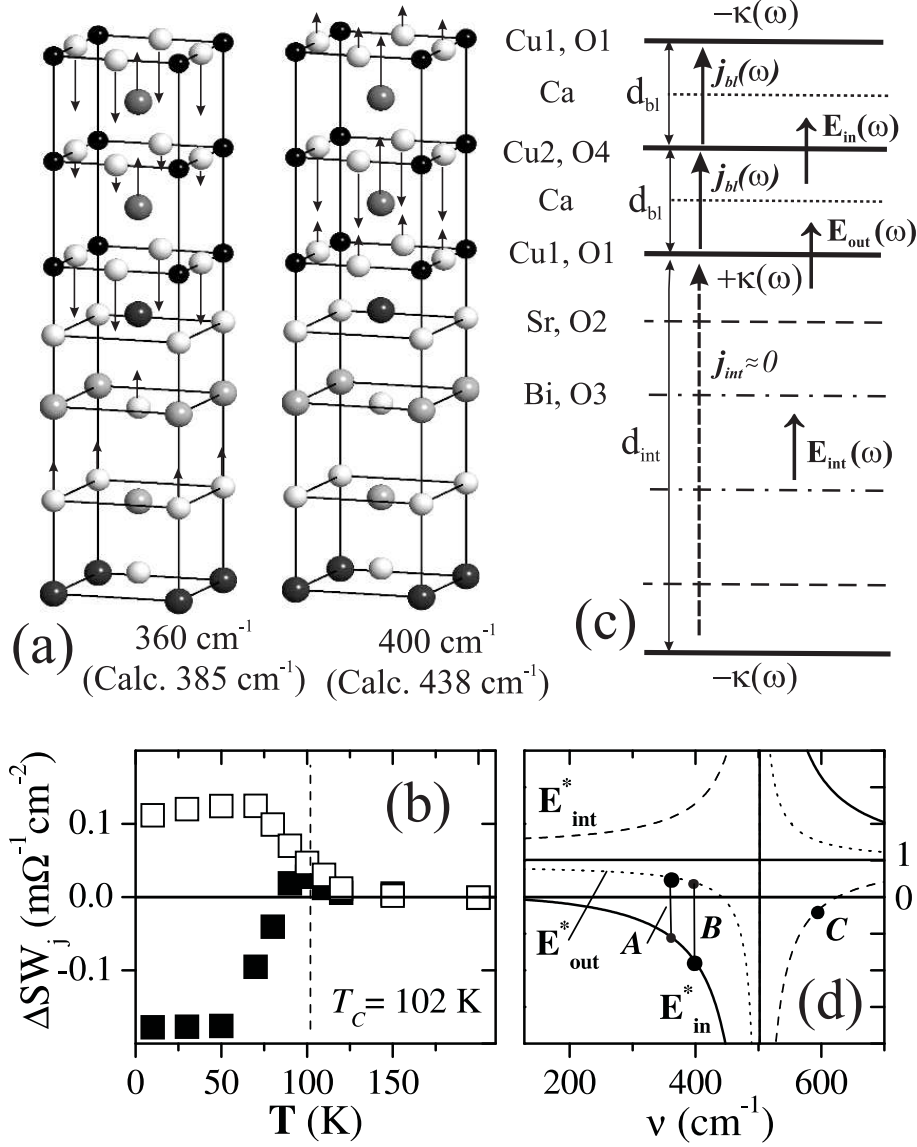 −κ(ω)
Cu1, O1
j_bl(ω)
Ca
d_bl
E_in(ω)
Cu2, O4
j_bl(ω)
Ca
d_bl
E_out(ω)
Cu1, O1
+κ(ω)
Sr, O2
j_int≈0
Bi, O3
d_int
E_int(ω)
(a)
360 cm⁻¹
(Calc. 385 cm⁻¹)
400 cm⁻¹
(Calc. 438 cm⁻¹)
(c)
−κ(ω)
ΔSW_j (mΩ⁻¹cm⁻²)
0.1
0.0
-0.1
(b)
T_C= 102 K
0 50 100 150
T (K)
E*_int
1
0
E*_out
A
B
C
E*_in
(d)
200 400 600
ν (cm⁻¹)